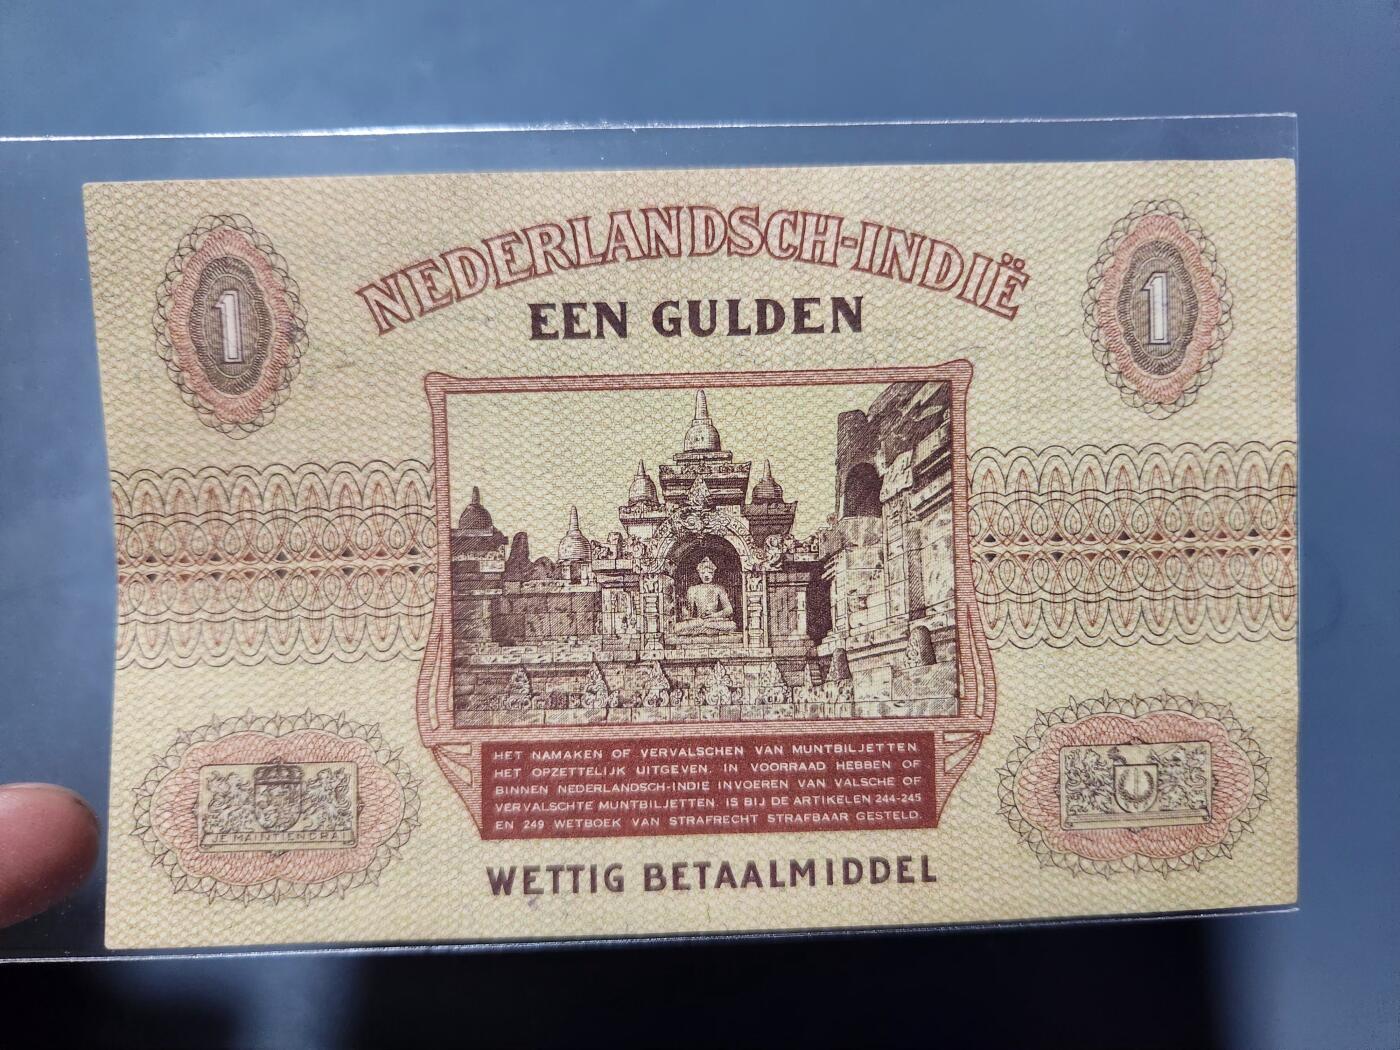 NEDERLANDSCH-INDIË
1
1
EEN GULDEN
HET NAMAKEN OF VERVALSCHEN VAN MUNTBILJETTEN,
HET OPZETTELIJK UITGEVEN, IN VOORRAAD HEBBEN OF
BINNEN NEDERLANDSCH-INDIE INVOEREN VAN VALSCHE OF
VERVALSCHTE MUNTBILJETTEN, IS BIJ DE ARTIKELEN 244-245
EN 249 WETBOEK VAN STRAFRECHT STRAFBAAR GESTELD.
JE MAINTIENDRAI
WETTIG BETAALMIDDEL